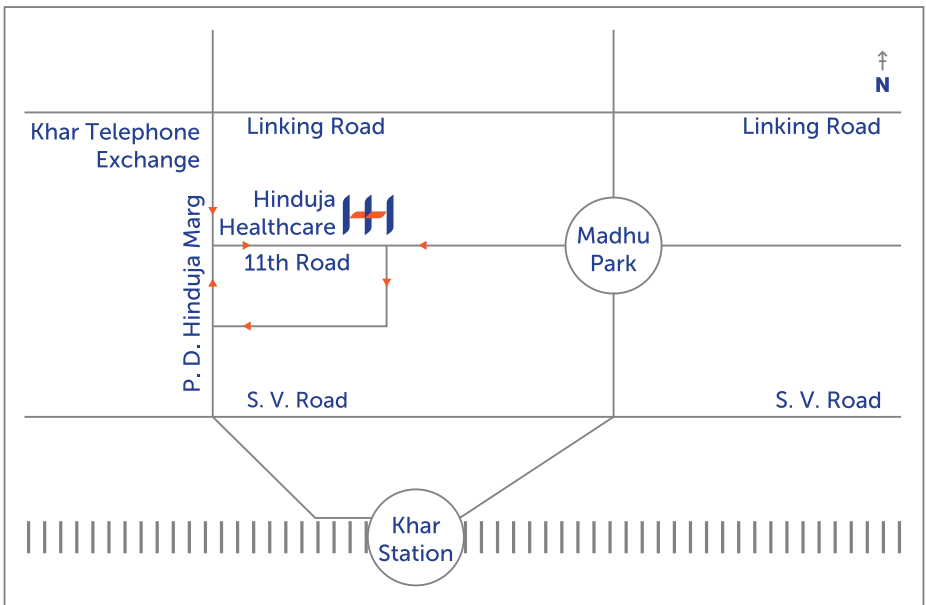 N
Linking Road
Linking Road
Khar Telephone
Exchange
Hinduja
Healthcare
P. D. Hinduja Marg
11th Road
Madhu
Park
S. V. Road
S. V. Road
Khar
Station